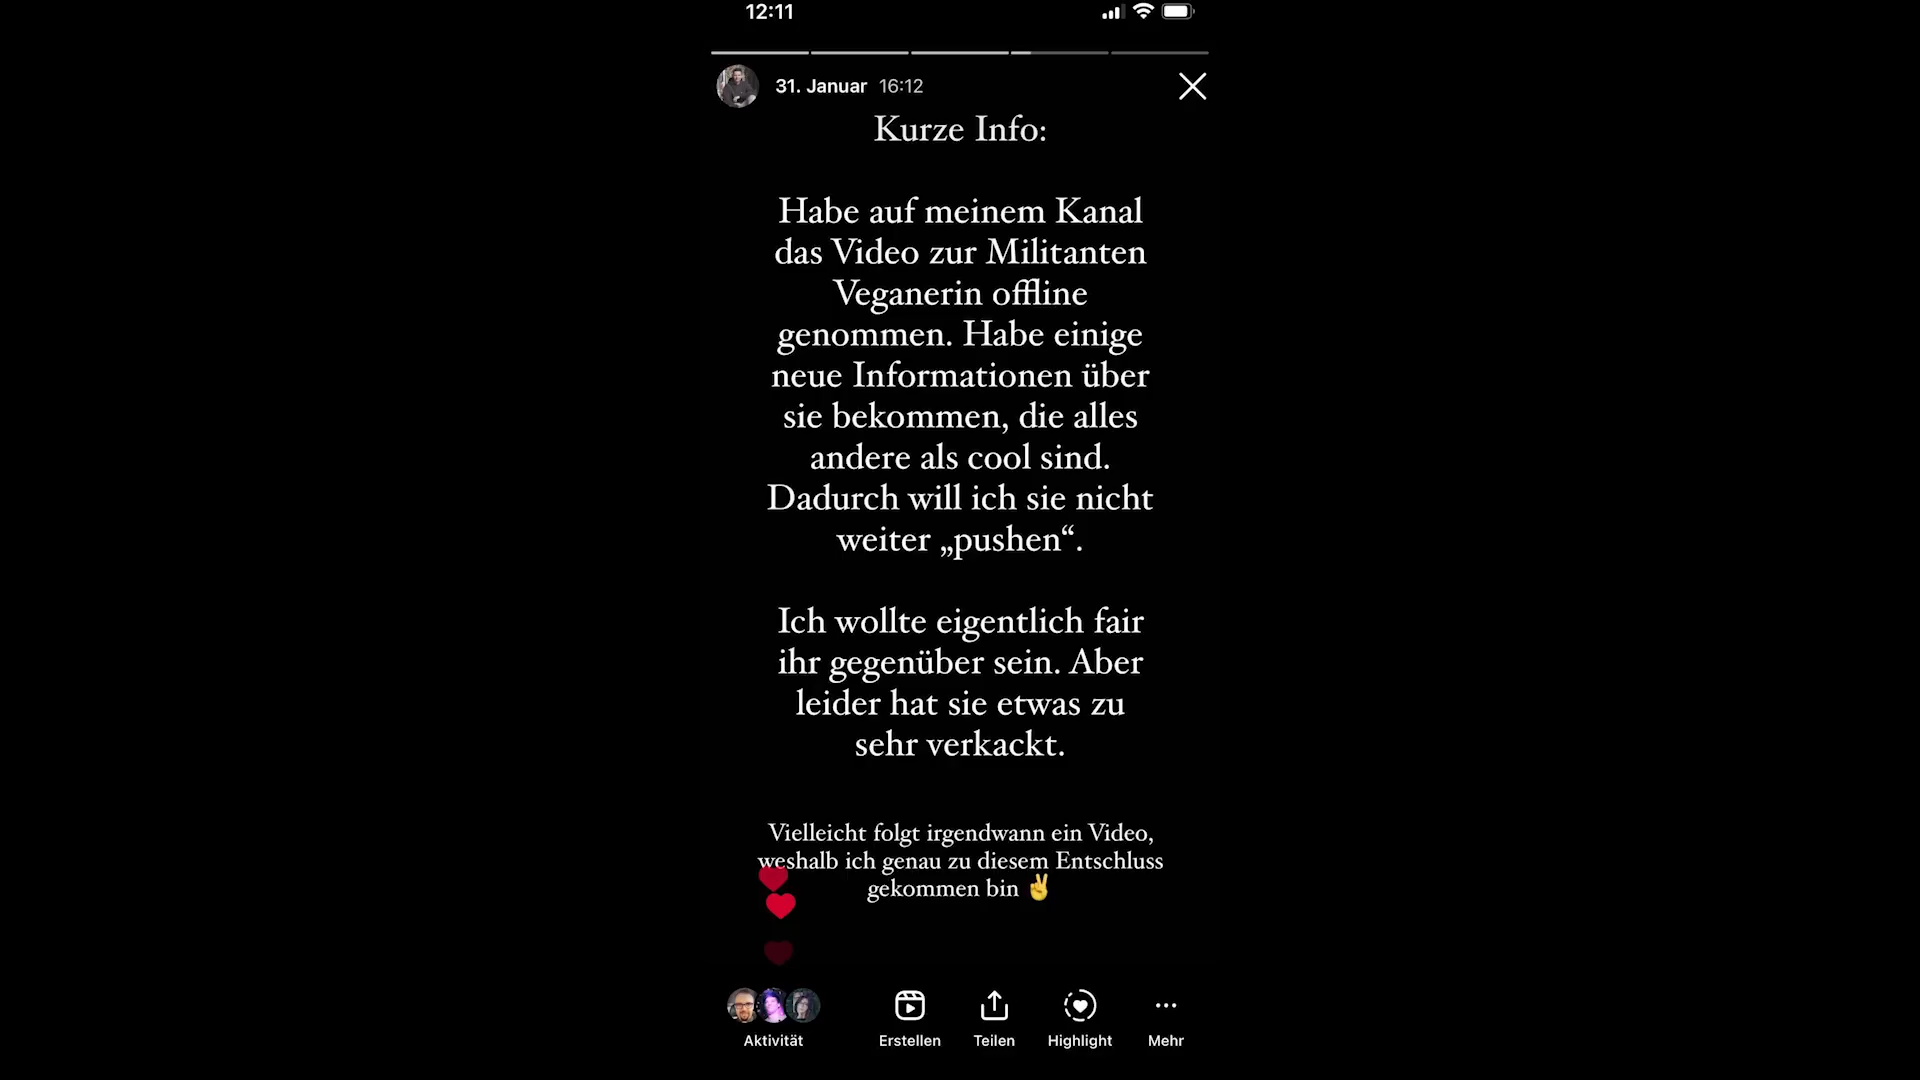 12:11
31. Januar 16:12
Kurze Info:
Habe auf meinem Kanal
das Video zur Militanten
Veganerin offline
genommen. Habe einige
neue Informationen über
sie bekommen, die alles
andere als cool sind.
Dadurch will ich sie nicht
weiter „pushen“.
Ich wollte eigentlich fair
ihr gegenüber sein. Aber
leider hat sie etwas zu
sehr verkackt.
Vielleicht folgt irgendwann ein Video,
weshalb ich genau zu diesem Entschluss
gekommen bin ✌️
Aktivität Erstellen Teilen Highlight Mehr